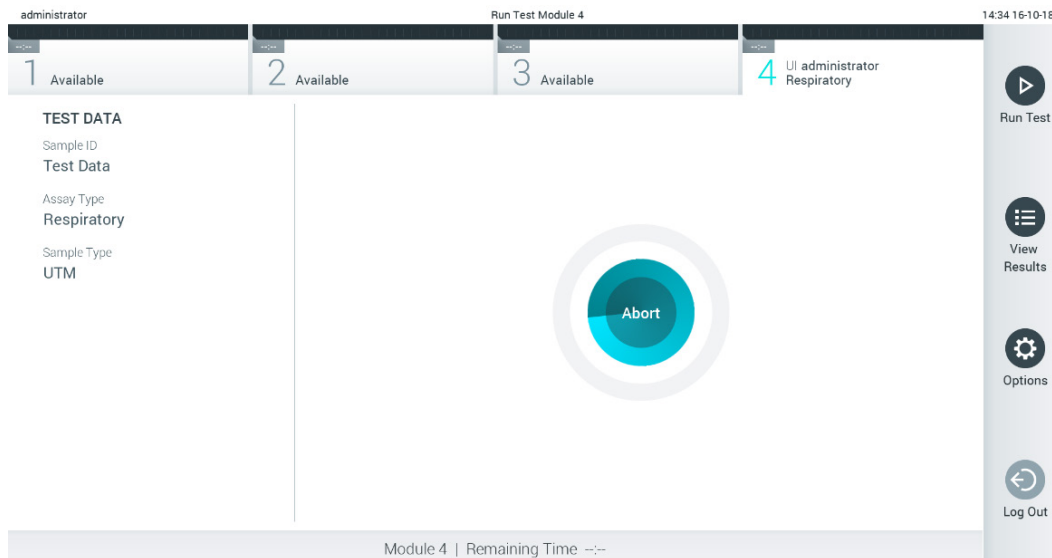 administrator
Run Test Module 4
14:34 16-10-18
--:--
1 Available
--:--
2 Available
--:--
3 Available
--:--
4 UI administrator
Respiratory
TEST DATA
Sample ID
Test Data
Assay Type
Respiratory
Sample Type
UTM
Abort
Run Test
View
Results
Options
Log Out
Module 4 | Remaining Time --:--